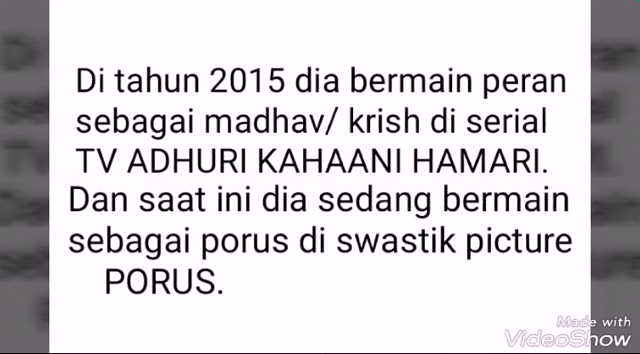 Di tahun 2015 dia bermain peran
sebagai madhav/ krish di serial
TV ADHURI KAHAANI HAMARI.
Dan saat ini dia sedang bermain
sebagai porus di swastik picture
PORUS.
Made with
VideoShow